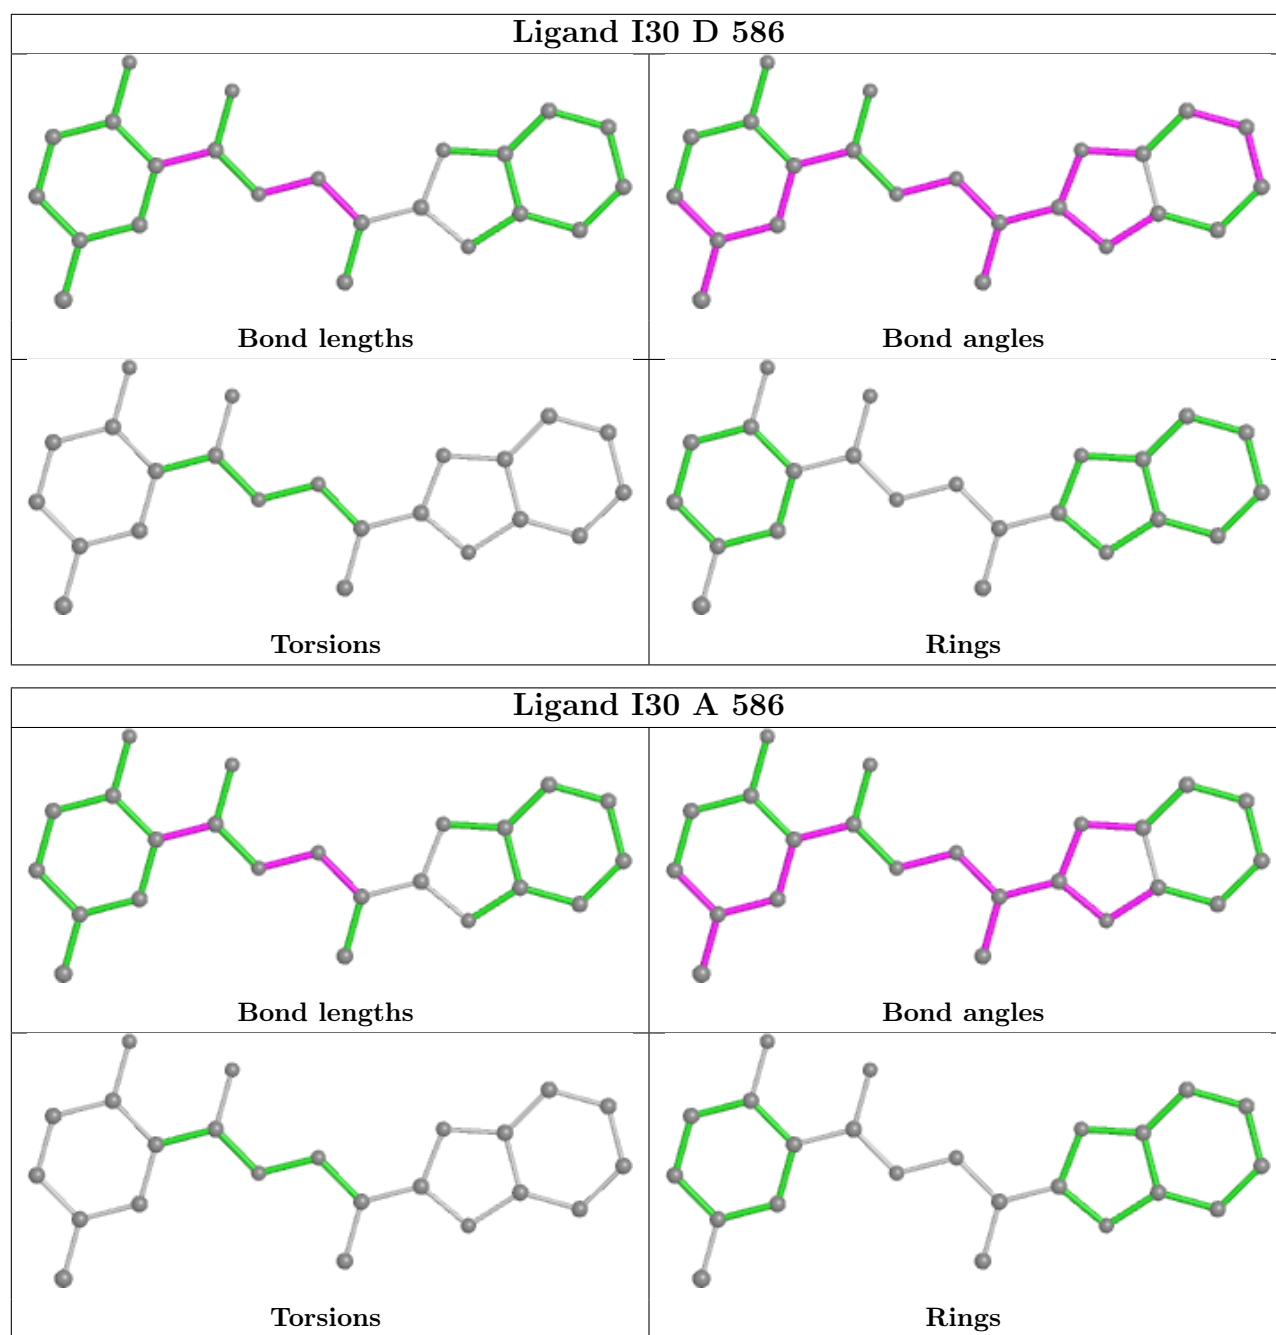 Ligand I30 D 586
Bond lengths
Bond angles
Torsions
Rings
Ligand I30 A 586
Bond lengths
Bond angles
Torsions
Rings